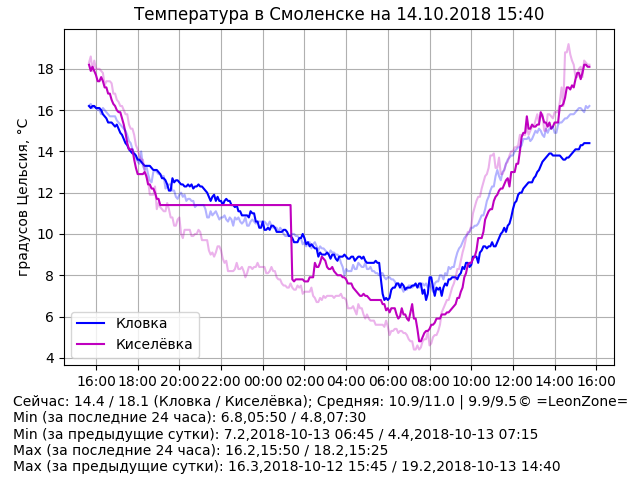 Температура в Смоленске на 14.10.2018 15:40
градусов Цельсия, °C
18
16
14
12
10
8
6
4
Кловка
Киселёвка
16:00 18:00 20:00 22:00 00:00 02:00 04:00 06:00 08:00 10:00 12:00 14:00 16:00
Сейчас: 14.4 / 18.1 (Кловка / Киселёвка); Средняя: 10.9/11.0 | 9.9/9.5© =LeonZone=
Min (за последние 24 часа): 6.8,05:50 / 4.8,07:30
Min (за предыдущие сутки): 7.2,2018-10-13 06:45 / 4.4,2018-10-13 07:15
Max (за последние 24 часа): 16.2,15:50 / 18.2,15:25
Max (за предыдущие сутки): 16.3,2018-10-12 15:45 / 19.2,2018-10-13 14:40